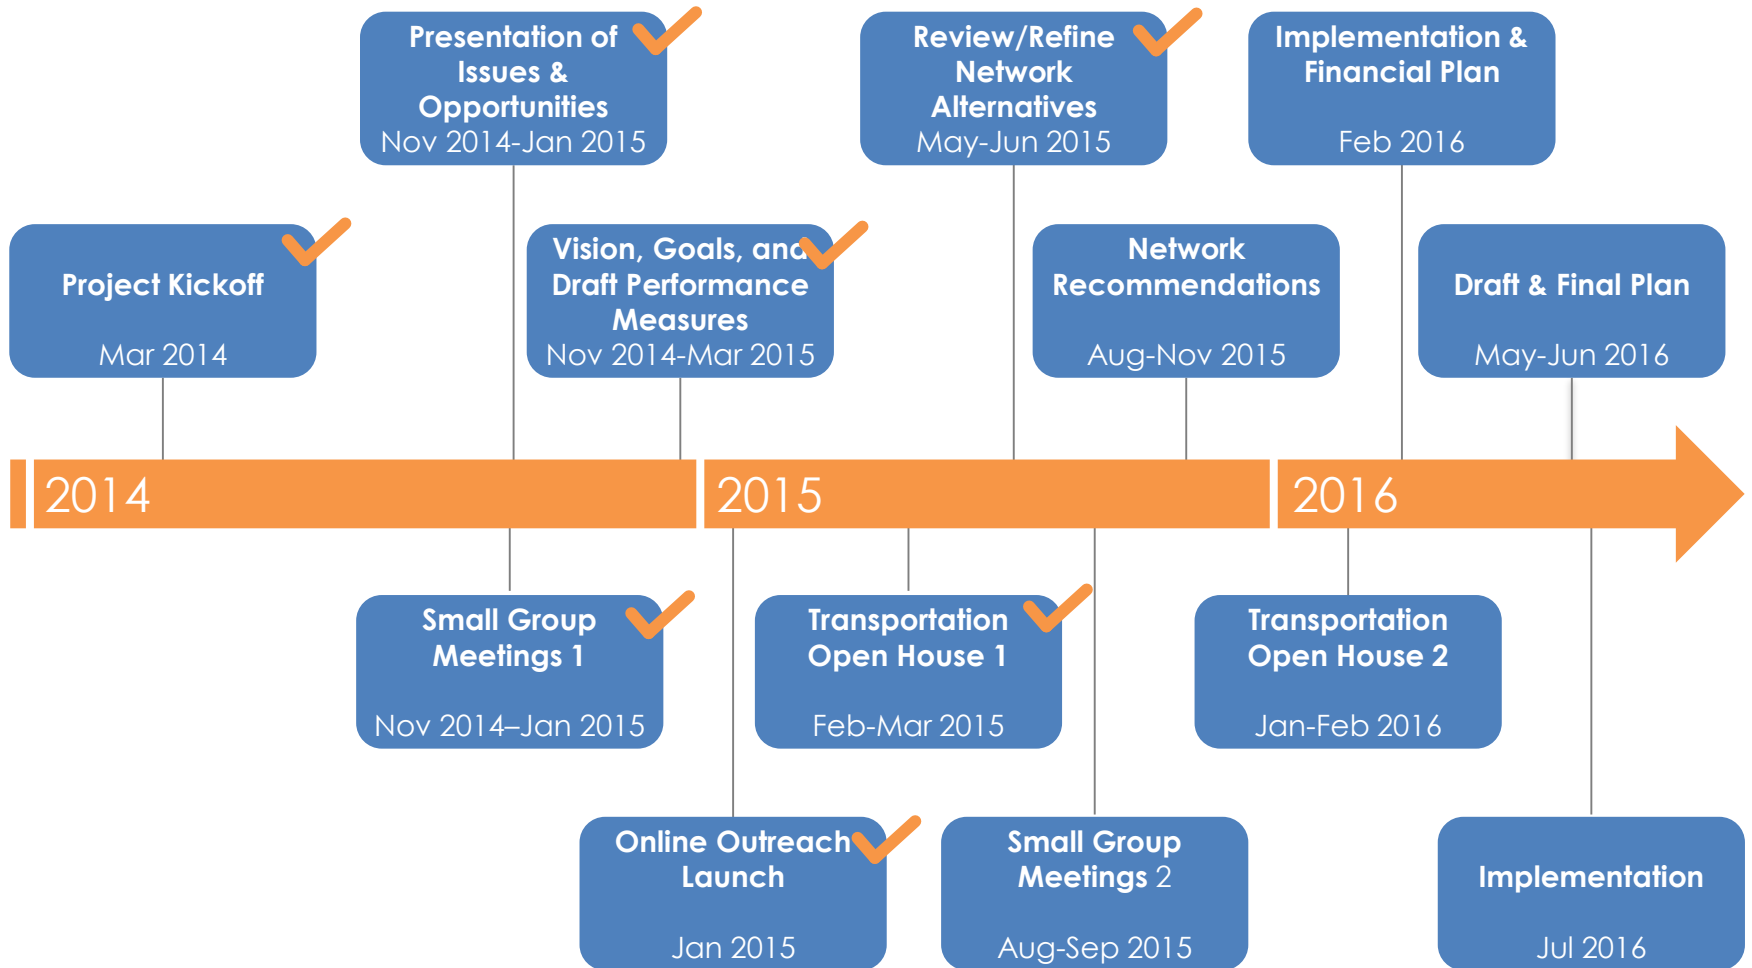 Presentation of
Issues &
Opportunities
Nov 2014-Jan 2015
Review/Refine
Network
Alternatives
May-Jun 2015
Implementation &
Financial Plan
Feb 2016
Project Kickoff
Mar 2014
Vision, Goals, and
Draft Performance
Measures
Nov 2014-Mar 2015
Network
Recommendations
Aug-Nov 2015
Draft & Final Plan
May-Jun 2016
2014
2015
2016
Small Group
Meetings 1
Nov 2014–Jan 2015
Transportation
Open House 1
Feb-Mar 2015
Transportation
Open House 2
Jan-Feb 2016
Online Outreach
Launch
Jan 2015
Small Group
Meetings 2
Aug-Sep 2015
Implementation
Jul 2016